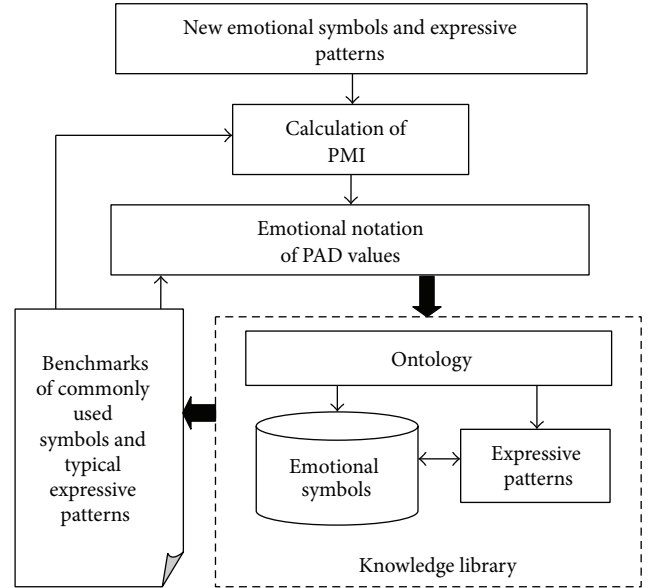 New emotional symbols and expressive
patterns
Calculation of
PMI
Emotional notation
of PAD values
Benchmarks
of commonly
used
symbols and
typical
expressive
patterns
Ontology
Emotional
symbols
Expressive
patterns
Knowledge library